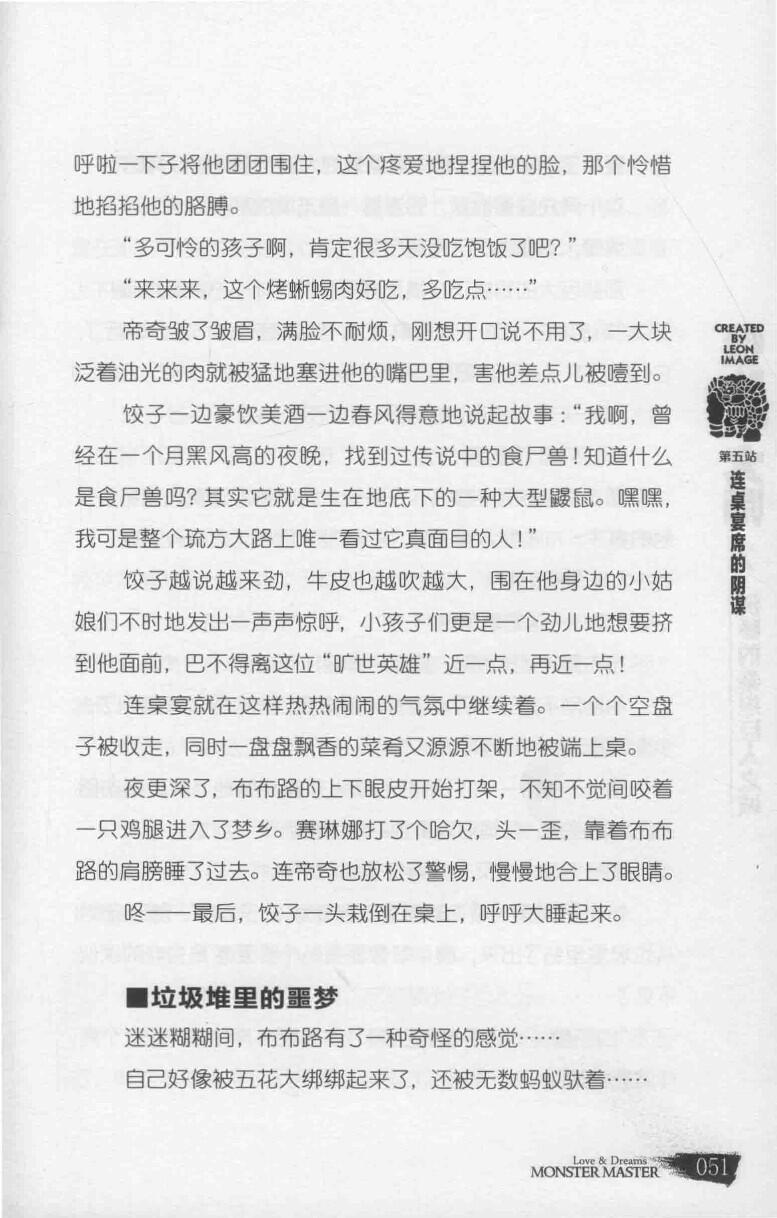 呼啦一下子将他团团围住，这个疼爱地捏捏他的脸，那个怜惜
地掐掐他的胳膊。
“多可怜的孩子啊，肯定很多天没吃饱饭了吧？”
“来来来，这个烤蜥蜴肉好吃，多吃点……”
帝奇皱了皱眉，满脸不耐烦，刚想开口说不用了，一大块
泛着油光的肉就被猛地塞进他的嘴巴里，害他差点儿被噎到。
饺子一边豪饮美酒一边春风得意地说起故事：“我啊，曾
经在一个月黑风高的夜晚，找到过传说中的食尸兽！知道什么
是食尸兽吗？其实它就是生在地底下的一种大型鼹鼠。嘿嘿，
我可是整个琉方大路上唯一看过它真面目的人！”
饺子越说越来劲，牛皮也越吹越大，围在他身边的小姑
娘们不时地发出一声声惊呼，小孩子们更是一个劲儿地想要挤
到他面前，巴不得离这位“旷世英雄”近一点，再近一点！
连桌宴就在这样热热闹闹的气氛中继续着。一个个空盘
子被收走，同时一盘盘飘香的菜肴又源源不断地被端上桌。
夜更深了，布布路的上下眼皮开始打架，不知不觉间咬着
一只鸡腿进入了梦乡。赛琳娜打了个哈欠，头一歪，靠着布布
路的肩膀睡了过去。连帝奇也放松了警惕，慢慢地合上了眼睛。
咚——最后，饺子一头栽倒在桌上，呼呼大睡起来。
■垃圾堆里的噩梦
迷迷糊糊间，布布路有了一种奇怪的感觉……
自己好像被五花大绑绑起来了，还被无数蚂蚁驮着……
CREATED
BY
LEON
IMAGE
第五站
连桌宴席的阴谋
Love & Dreams
MONSTER MASTER
051